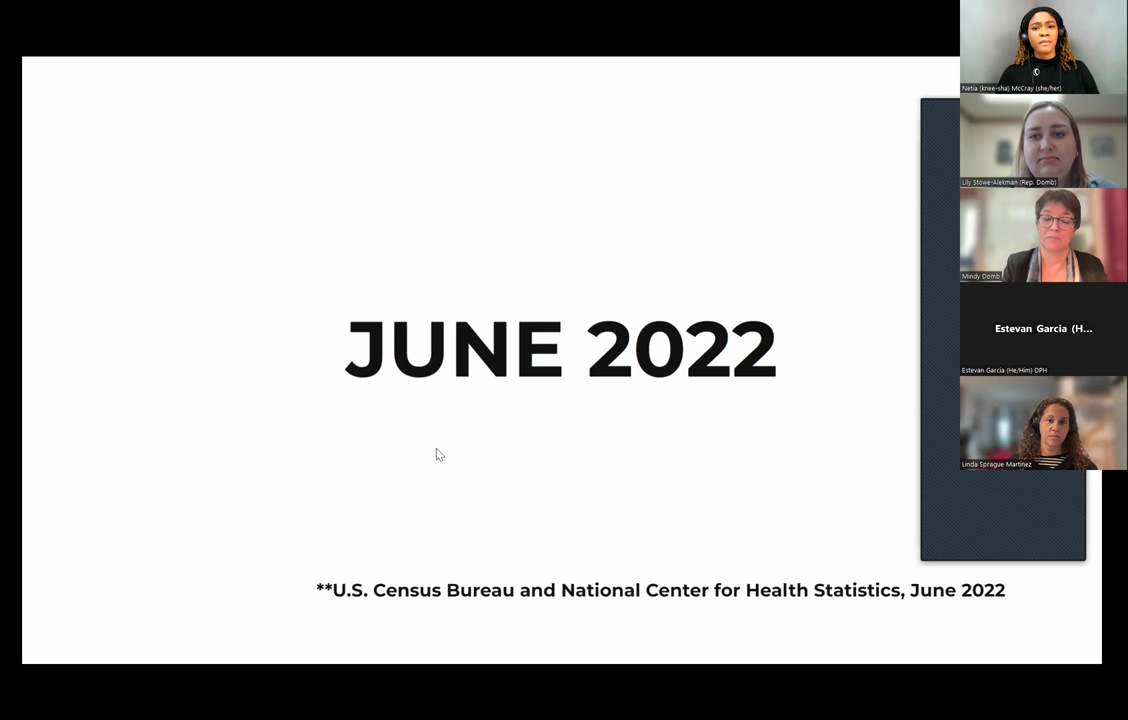 Netia (knee-sha) McCray (she/her)
Lily Stowe-Alekman (Rep. Domb)
Mindy Domb
JUNE 2022
Estevan Garcia (H...
Estevan Garcia (He/Him) DPH
Linda Sprague Martinez
**U.S. Census Bureau and National Center for Health Statistics, June 2022